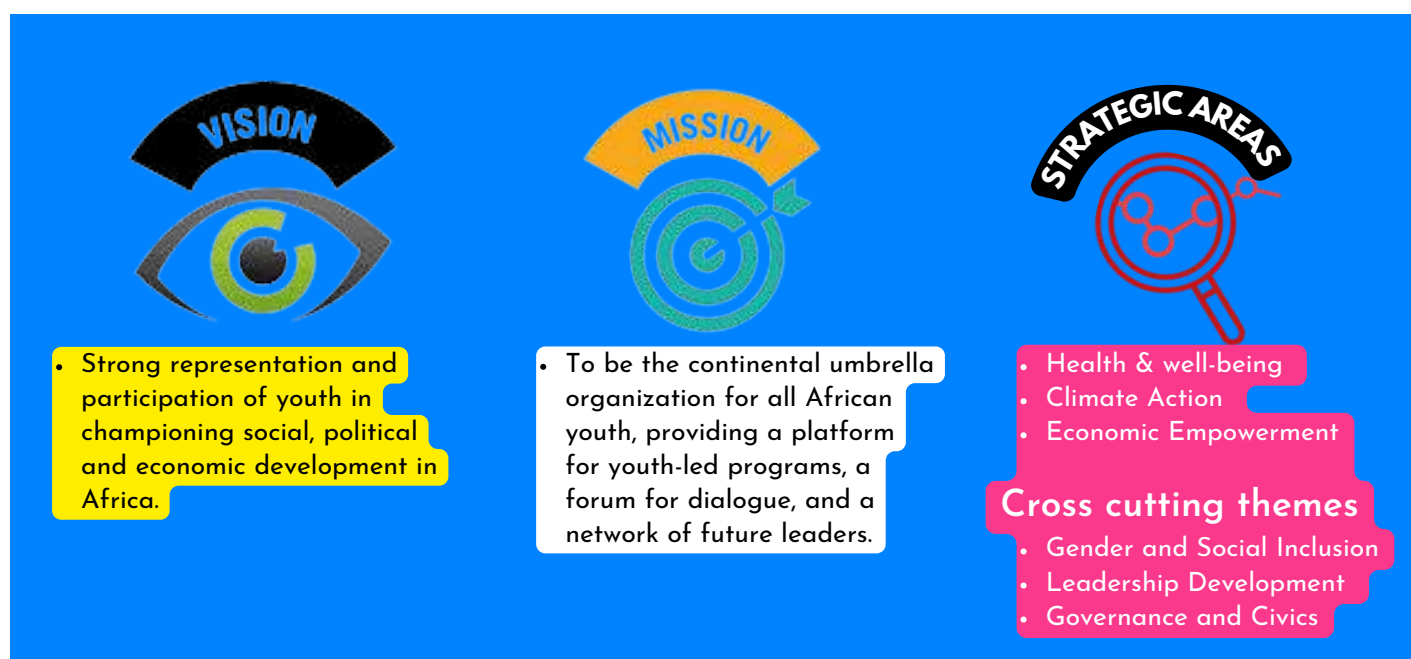 VISION
• Strong representation and
participation of youth in
championing social, political
and economic development in
Africa.
MISSION
• To be the continental umbrella
organization for all African
youth, providing a platform
for youth-led programs, a
forum for dialogue, and a
network of future leaders.
STRATEGIC AREAS
• Health & well-being
• Climate Action
• Economic Empowerment
Cross cutting themes
• Gender and Social Inclusion
• Leadership Development
• Governance and Civics